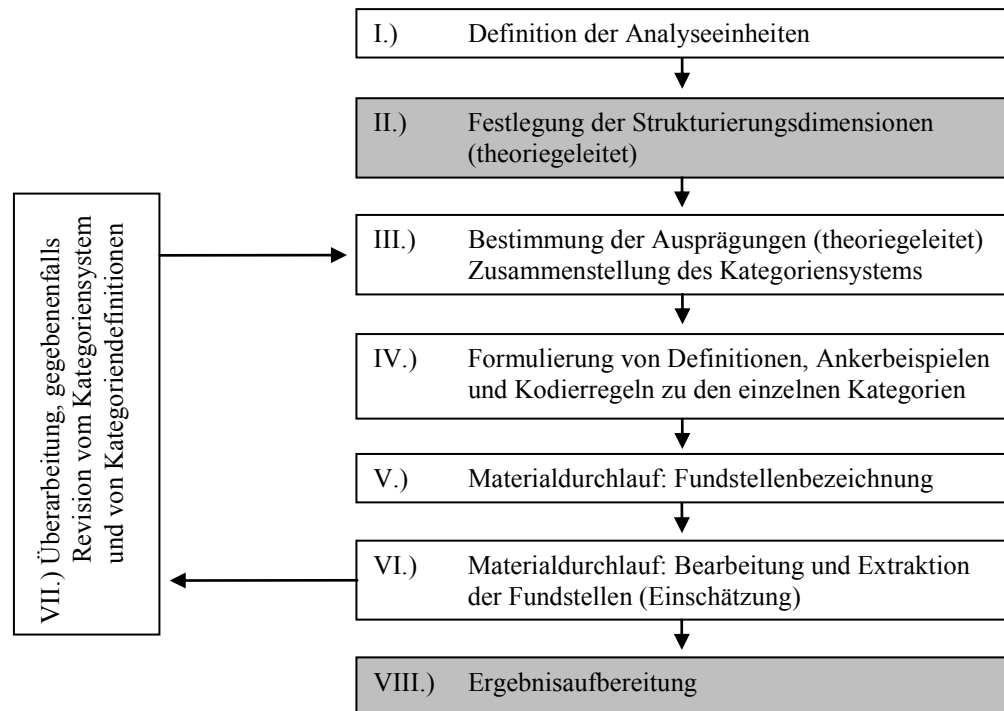 I.) Definition der Analyseeinheiten
II.) Festlegung der Strukturierungsdimensionen
(theoriegeleitet)
III.) Bestimmung der Ausprägungen (theoriegeleitet)
Zusammenstellung des Kategoriensystems
IV.) Formulierung von Definitionen, Ankerbeispielen
und Kodierregeln zu den einzelnen Kategorien
V.) Materialdurchlauf: Fundstellenbezeichnung
VI.) Materialdurchlauf: Bearbeitung und Extraktion
der Fundstellen (Einschätzung)
VII.) Überarbeitung, gegebenenfalls
Revision vom Kategoriensystem
und von Kategoriendefinitionen
VIII.) Ergebnisaufbereitung